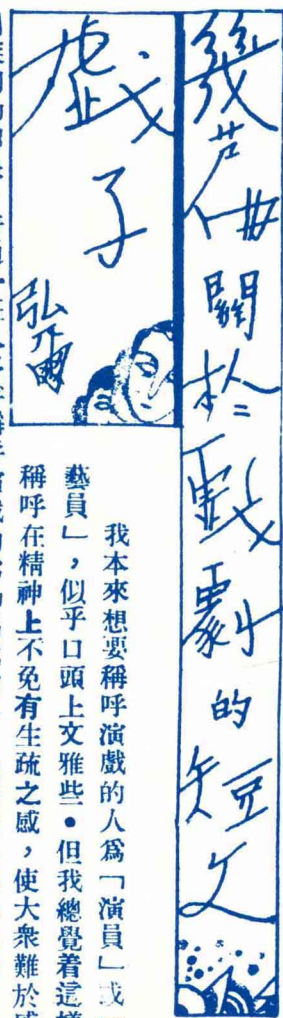 幾篇關於戲劇的短文
戲子
弘
我本來想要稱呼演戲的人爲「演員」或
藝員」，似乎口頭上文雅些•但我總覺着這樣
稱呼在精神上不免有生疏之感，使大衆難於感